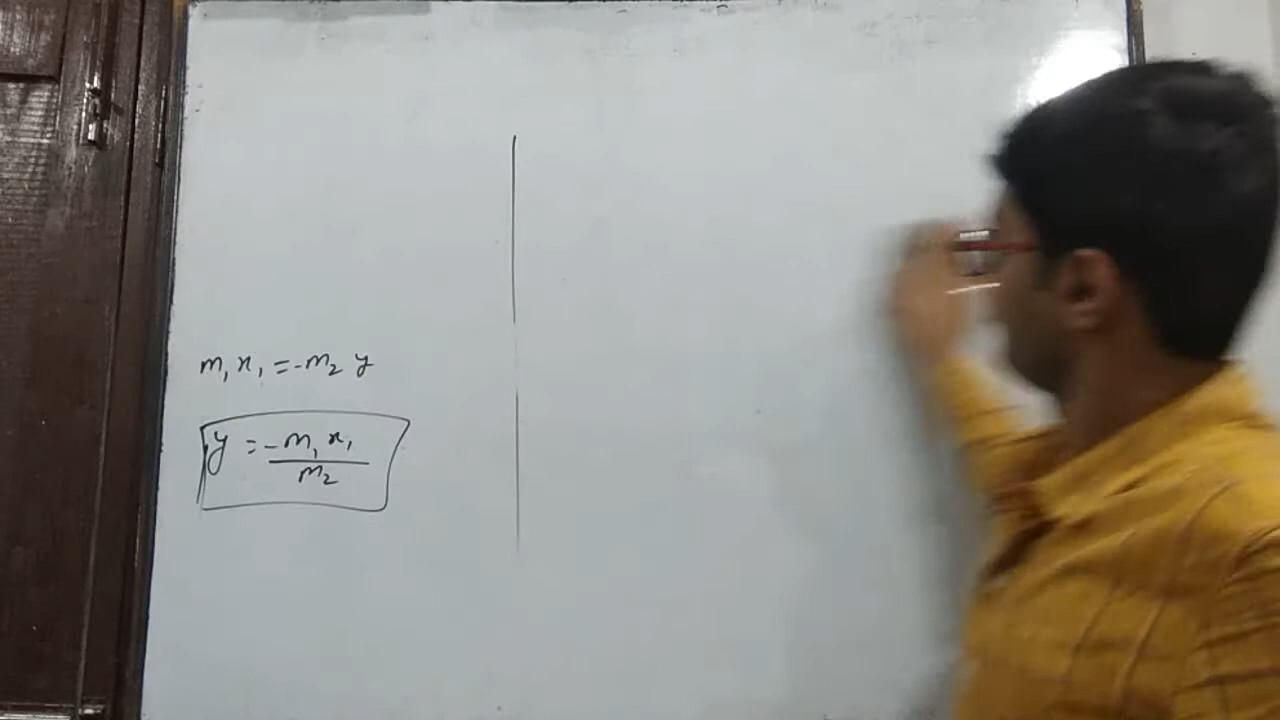 m₁x₁ = -m₂ y
y = -m₁x₁/m₂